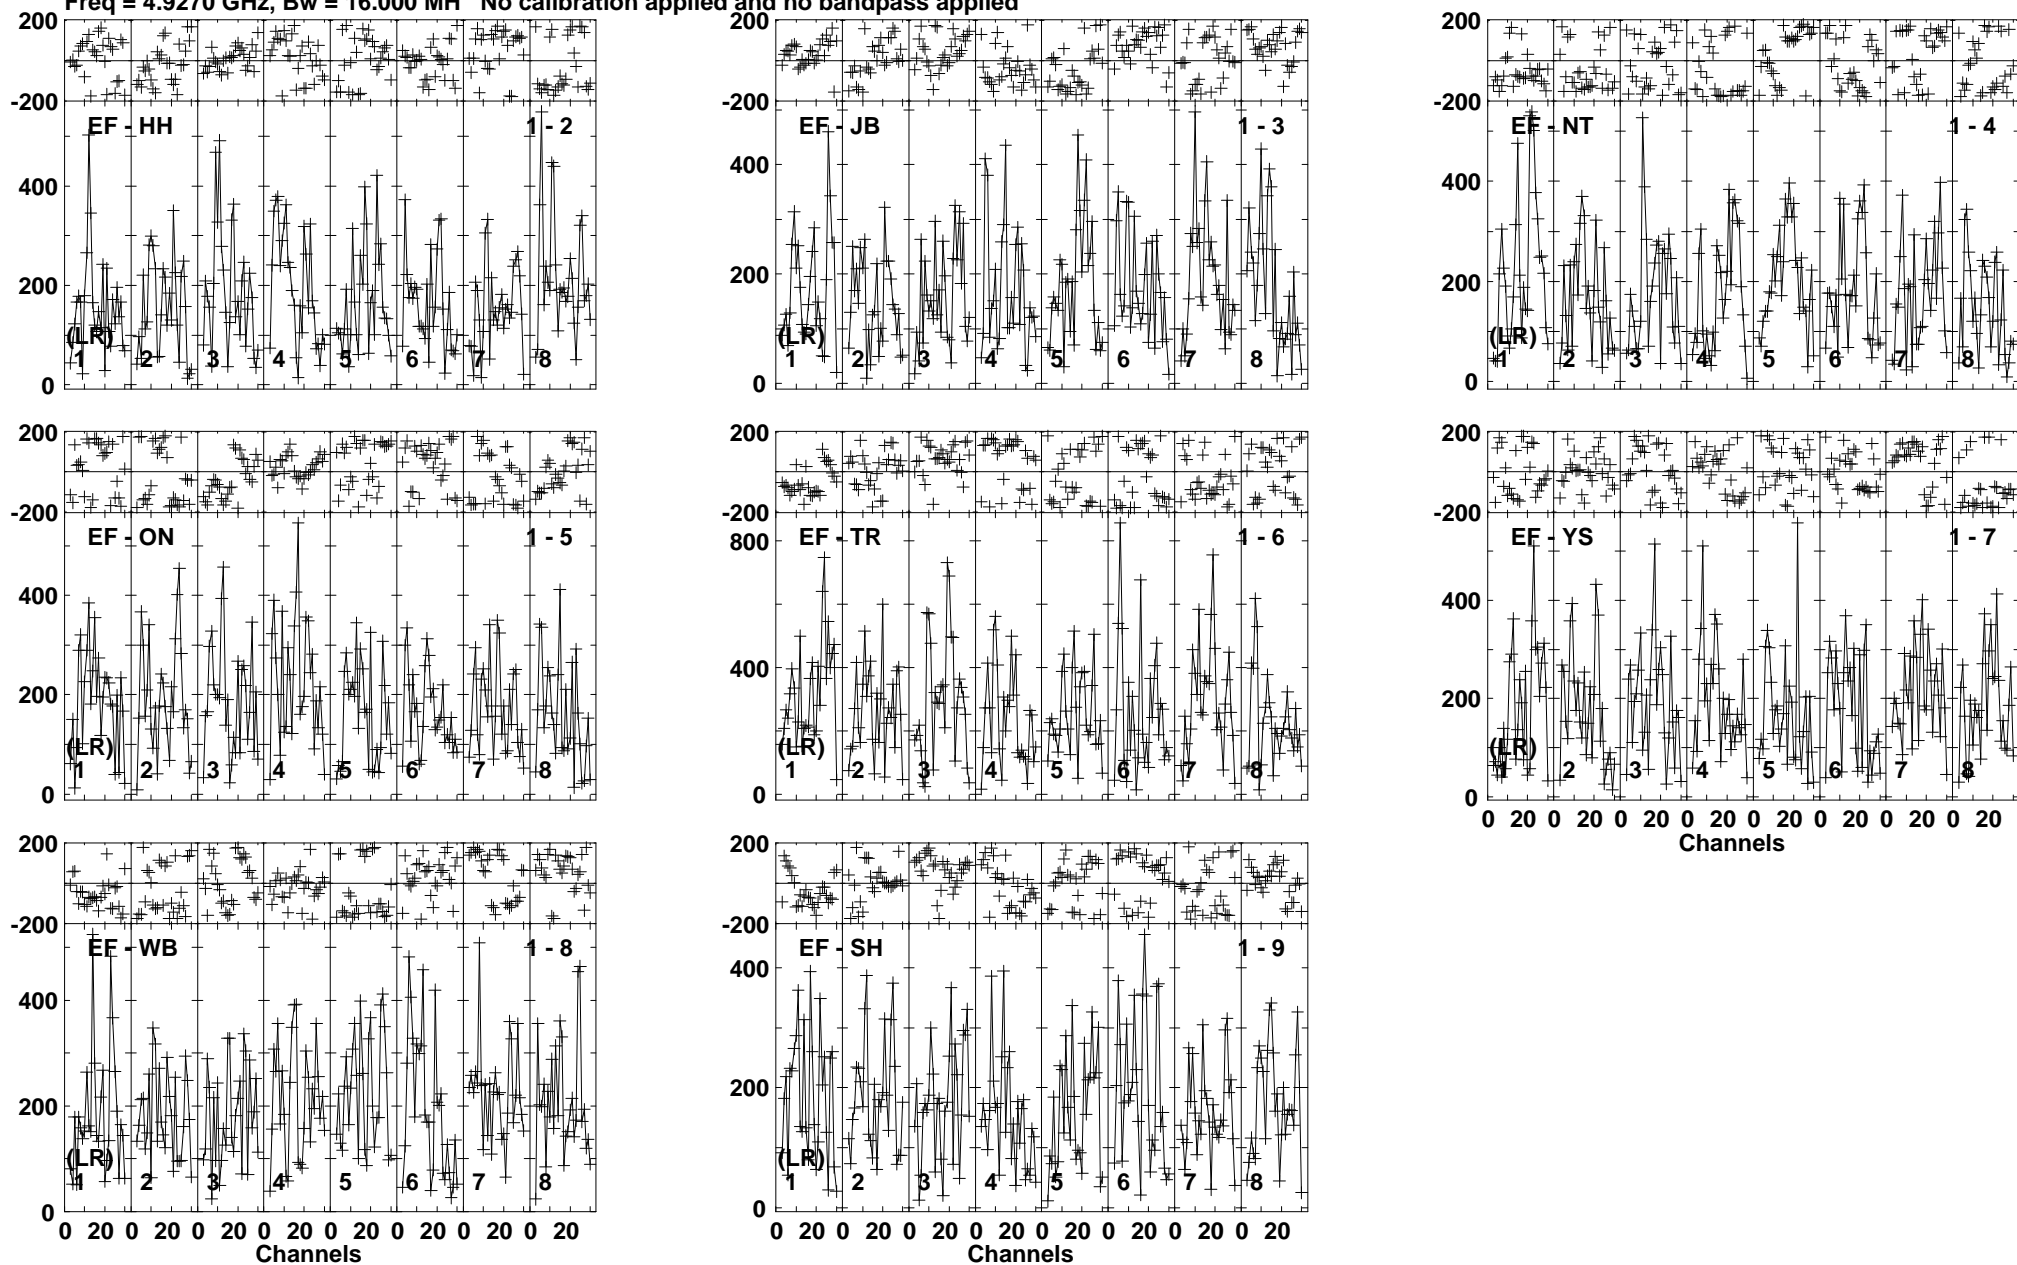 Freq = 4.9270 GHz, Bw = 16.000 MH No calibration applied and no bandpass applied
200 200 200
-200 -200 -200
EF - HH 1 - 2 EF - JB 1 - 3 EF - NT 1 - 4
400 400 400
200 200 200
(LR) (LR) (LR)
1 2 3 4 5 6 7 8 1 2 3 4 5 6 7 8 1 2 3 4 5 6 7 8
0 0 0
200 200 200
-200 -200 -200
EF - ON 1 - 5 EF - TR 1 - 6 EF - YS 1 - 7
400 800 400
200 400 200
(LR) (LR) (LR)
1 2 3 4 5 6 7 8 1 2 3 4 5 6 7 8 1 2 3 4 5 6 7 8
0 0 0
0 20 0 20 0 20 0 20 0 20 0 20 0 20 0 20
Channels
200 200
-200 -200
EF - WB 1 - 8 EF - SH 1 - 9
400 400
200 200
(LR) (LR)
1 2 3 4 5 6 7 8 1 2 3 4 5 6 7 8
0 0
0 20 0 20 0 20 0 20 0 20 0 20 0 20 0 20 0 20 0 20 0 20 0 20 0 20 0 20 0 20 0 20
Channels Channels